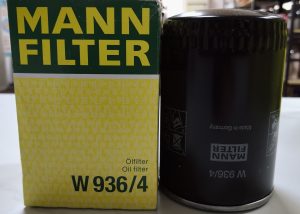 MANN
FILTER
Ölfilter
Oil filter
W 936/4
Made in Germany
MANN
FILTER
W 936/4